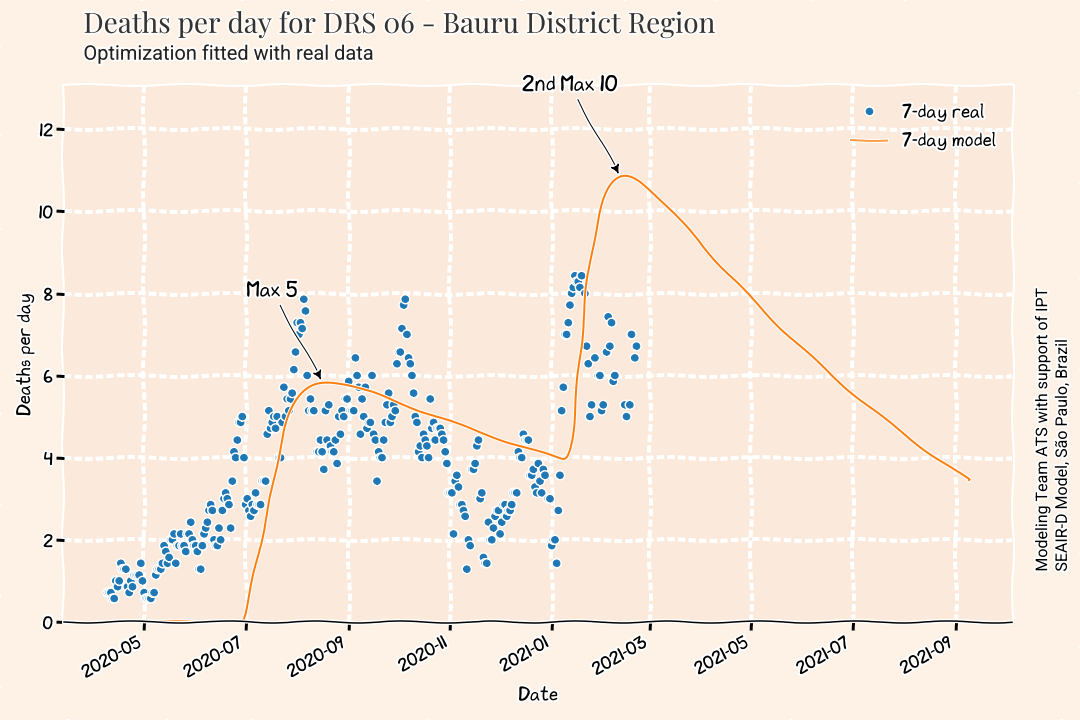 Deaths per day for DRS 06 - Bauru District Region
Optimization fitted with real data
2nd Max 10
7-day real
7-day model
Max 5
Deaths per day
12
10
8
6
4
2
0
2020-05
2020-07
2020-09
2020-11
2021-01
2021-03
2021-05
2021-07
2021-09
Date
Modeling Team ATS with support of IPT
SEAIR-D Model, São Paulo, Brazil